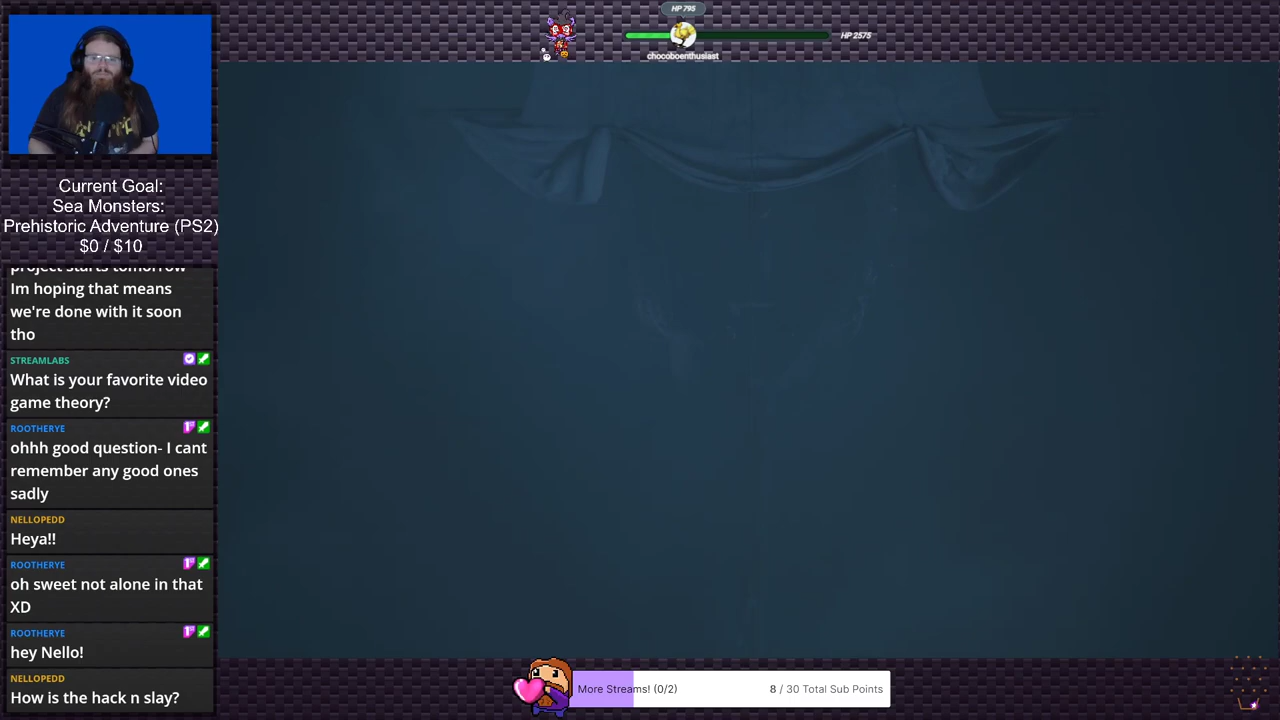 HP 795
HP 2575
chocoboenthusiast
Current Goal:
Sea Monsters:
Prehistoric Adventure (PS2)
$0 / $10
project starts tomorrow
Im hoping that means
we're done with it soon
tho
STREAMLABS
What is your favorite video
game theory?
ROOTHERYE
ohhh good question- I cant
remember any good ones
sadly
NELLOPEDD
Heya!!
ROOTHERYE
oh sweet not alone in that
XD
ROOTHERYE
hey Nello!
NELLOPEDD
How is the hack n slay?
More Streams! (0/2)
8 / 30 Total Sub Points